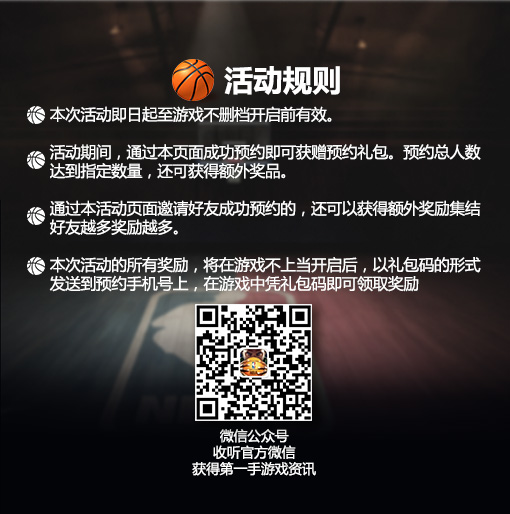 活动规则
本次活动即日起至游戏不删档开启前有效。
活动期间，通过本页面成功预约即可获赠预约礼包。预约总人数
达到指定数量，还可获得额外奖品。
通过本活动页面邀请好友成功预约的，还可以获得额外奖励集结
好友越多奖励越多。
本次活动的所有奖励，将在游戏不上当开启后，以礼包码的形式
发送到预约手机号上，在游戏中凭礼包码即可领取奖励
微信公众号
收听官方微信
获得第一手游戏资讯